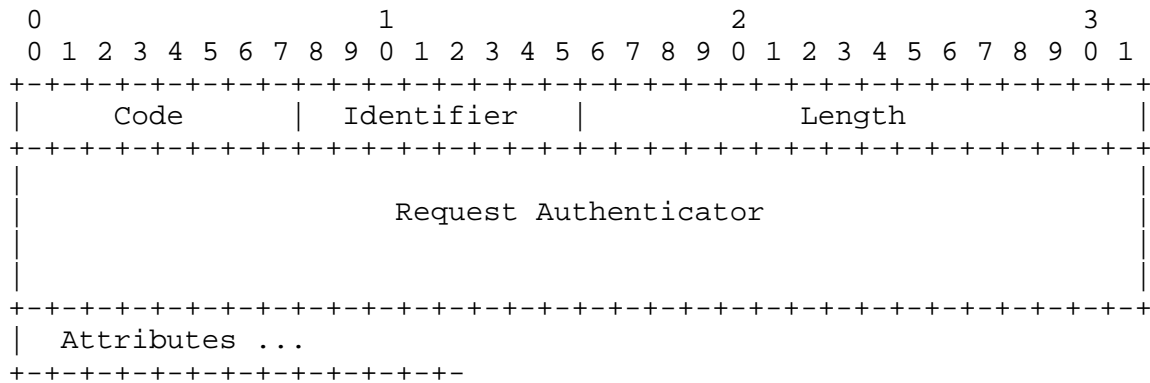 0                   1                   2                   3
 0 1 2 3 4 5 6 7 8 9 0 1 2 3 4 5 6 7 8 9 0 1 2 3 4 5 6 7 8 9 0 1
+-+-+-+-+-+-+-+-+-+-+-+-+-+-+-+-+-+-+-+-+-+-+-+-+-+-+-+-+-+-+-+-+
|     Code      |  Identifier   |            Length             |
+-+-+-+-+-+-+-+-+-+-+-+-+-+-+-+-+-+-+-+-+-+-+-+-+-+-+-+-+-+-+-+-+
|                                                               |
|                     Request Authenticator                     |
|                                                               |
|                                                               |
+-+-+-+-+-+-+-+-+-+-+-+-+-+-+-+-+-+-+-+-+-+-+-+-+-+-+-+-+-+-+-+-+
|  Attributes ...
+-+-+-+-+-+-+-+-+-+-+-+-+-